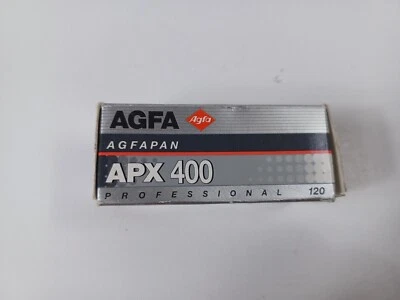 AGFA Agfa
AGFAPAN
APX 400
PROFESSIONAL 120